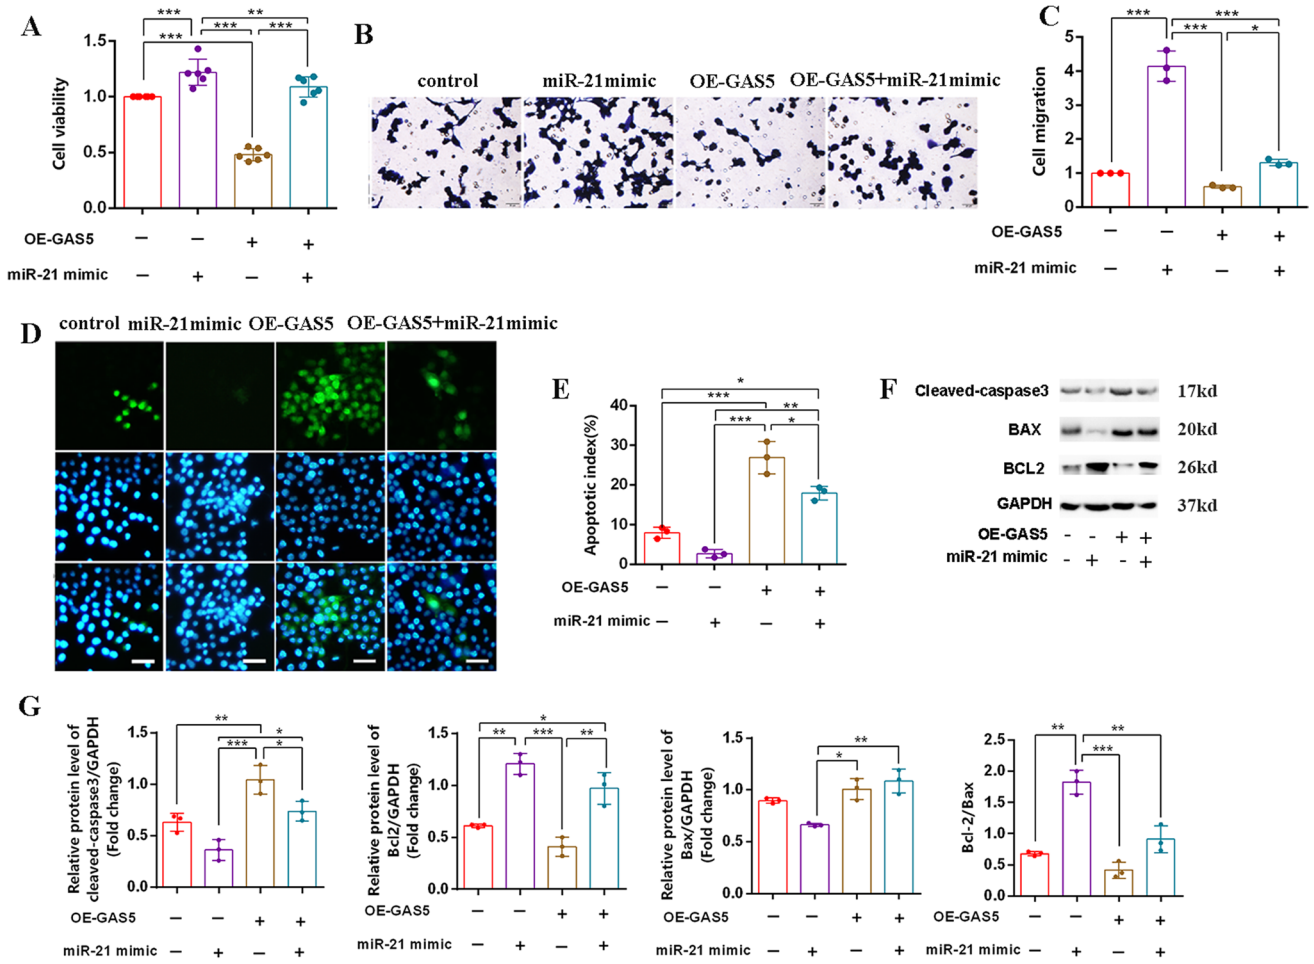 A
*** **
*** ***
***
Cell viability
1.5
1.0
0.5
0.0
OE-GAS5 − − + +
miR-21 mimic − + − +
B
control miR-21mimic OE-GAS5 OE-GAS5+miR-21mimic
C
*** ***
*** *
Cell migration
5
4
3
2
1
0
OE-GAS5 − − + +
miR-21 mimic − + − +
D
control miR-21mimic OE-GAS5 OE-GAS5+miR-21mimic
E
*
*** **
*** *
Apoptotic index(%)
40
30
20
10
0
OE-GAS5 − − + +
miR-21 mimic − + − +
F
Cleaved-caspase3 17kd
BAX 20kd
BCL2 26kd
GAPDH 37kd
OE-GAS5 - - + +
miR-21 mimic - + - +
G
** *
*** *
Relative protein level of
cleaved-caspase3/GAPDH
(Fold change)
1.5
1.0
0.5
0.0
OE-GAS5 − − + +
miR-21 mimic − + − +
*
** *** **
Relative protein level of
Bcl2/GAPDH
(Fold change)
1.5
1.0
0.5
0.0
OE-GAS5 − − + +
miR-21 mimic − + − +
**
*
Relative protein level of
Bax/GAPDH
(Fold change)
1.5
1.0
0.5
0.0
OE-GAS5 − − + +
miR-21 mimic − + − +
** **
***
Bcl-2/Bax
2.5
2.0
1.5
1.0
0.5
0.0
OE-GAS5 − − + +
miR-21 mimic − + − +